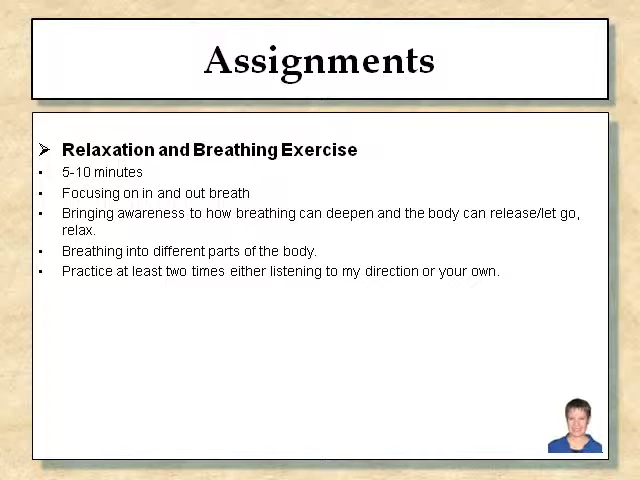 Assignments
➢ Relaxation and Breathing Exercise
• 5-10 minutes
• Focusing on in and out breath
• Bringing awareness to how breathing can deepen and the body can release/let go,
relax.
• Breathing into different parts of the body.
• Practice at least two times either listening to my direction or your own.